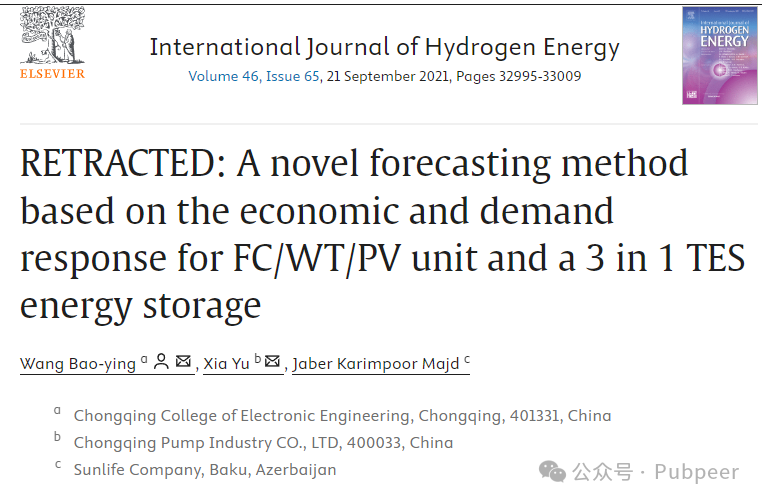 ELSEVIER
International Journal of Hydrogen Energy
Volume 46, Issue 65, 21 September 2021, Pages 32995-33009
HYDROGEN
ENERGY
RETRACTED: A novel forecasting method
based on the economic and demand
response for FC/WT/PV unit and a 3 in 1 TES
energy storage
Wang Bao-ying a, Xia Yu b, Jaber Karimpoor Majd c
a Chongqing College of Electronic Engineering, Chongqing, 401331, China
b Chongqing Pump Industry CO., LTD, 400033, China
c Sunlife Company, Baku, Azerbaijan
公众号 · Pubpeer